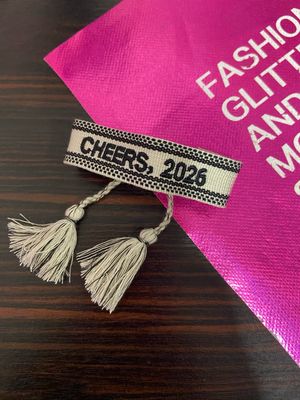 FASHION
GLITT
AND
MO
CHEERS, 2026